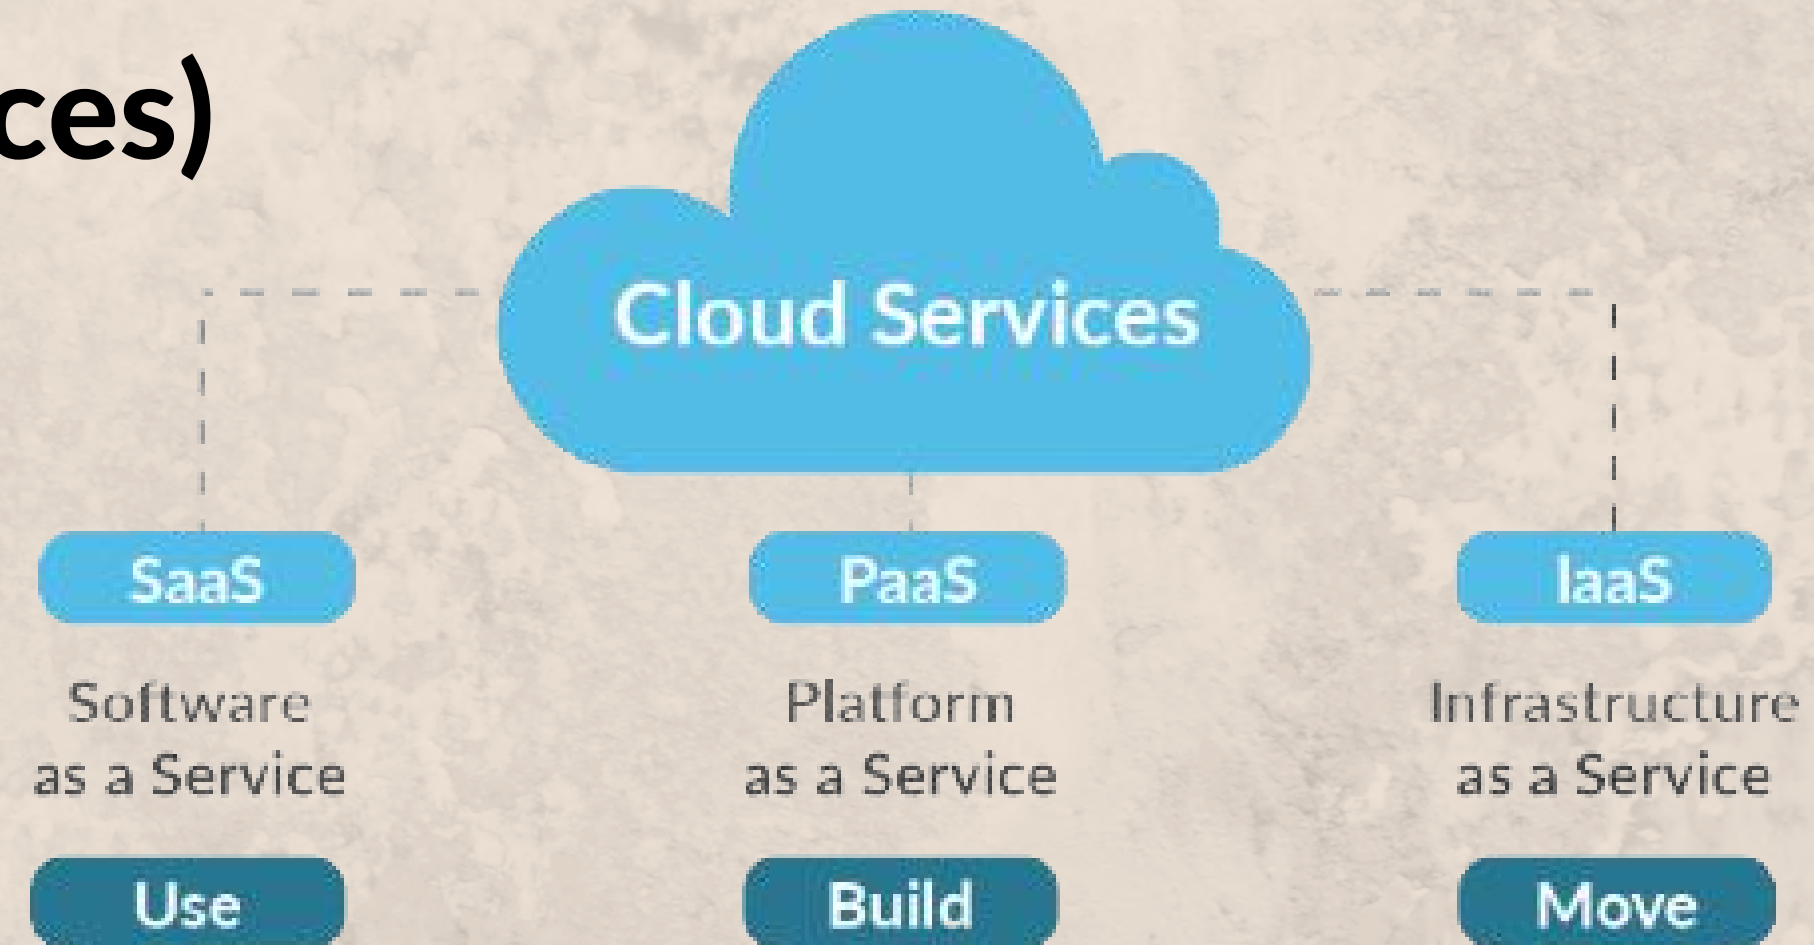 ces)
Cloud Services
SaaS
PaaS
IaaS
Software
as a Service
Platform
as a Service
Infrastructure
as a Service
Use
Build
Move